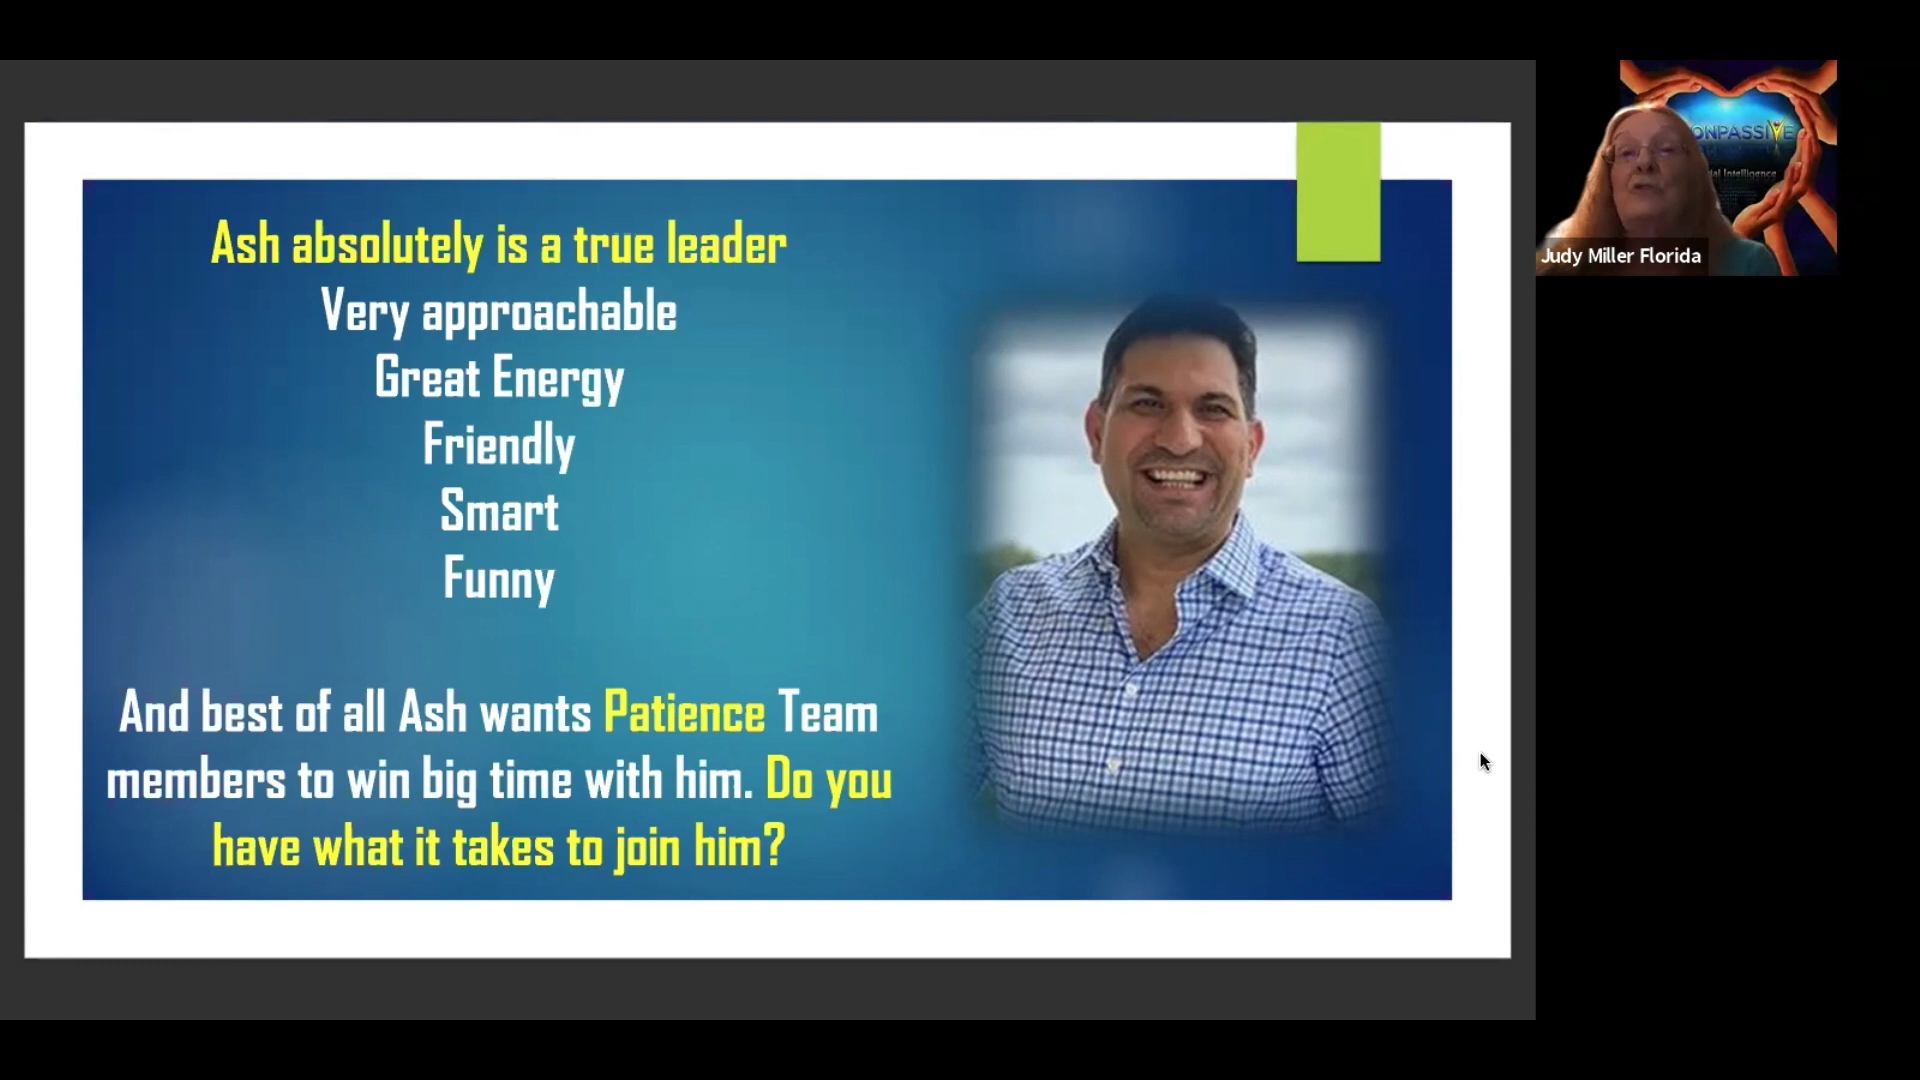 Ash absolutely is a true leader
Very approachable
Great Energy
Friendly
Smart
Funny
And best of all Ash wants Patience Team
members to win big time with him. Do you
have what it takes to join him?
ONPASSIVE
Intelligence
Judy Miller Florida